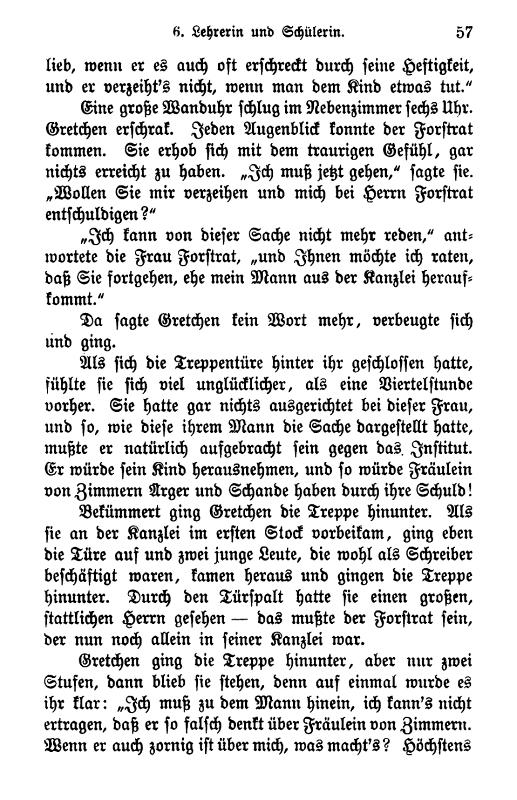 6. Lehrerin und Schülerin. 57
lieb, wenn er es auch oft erschreckt durch seine Heftigkeit,
und er verzeiht's nicht, wenn man dem Kind etwas tut.“
Eine große Wanduhr schlug im Nebenzimmer sechs Uhr.
Gretchen erschrak. Jeden Augenblick konnte der Forstrat
kommen. Sie erhob sich mit dem traurigen Gefühl, gar
nichts erreicht zu haben. „Ich muß jetzt gehen,“ sagte sie.
„Wollen Sie mir verzeihen und mich bei Herrn Forstrat
entschuldigen?“
„Ich kann von dieser Sache nicht mehr reden,“ ant-
wortete die Frau Forstrat, „und Ihnen möchte ich raten,
daß Sie fortgehen, ehe mein Mann aus der Kanzlei herauf-
kommt.“
Da sagte Gretchen kein Wort mehr, verbeugte sich
und ging.
Als sich die Treppentüre hinter ihr geschlossen hatte,
fühlte sie sich viel unglücklicher, als eine Viertelstunde
vorher. Sie hatte gar nichts ausgerichtet bei dieser Frau,
und so, wie diese ihrem Mann die Sache dargestellt hatte,
mußte er natürlich aufgebracht sein gegen das Institut.
Er würde sein Kind herausnehmen, und so würde Fräulein
von Zimmern Ärger und Schande haben durch ihre Schuld!
Bekümmert ging Gretchen die Treppe hinunter. Als
sie an der Kanzlei im ersten Stock vorbeikam, ging eben
die Türe auf und zwei junge Leute, die wohl als Schreiber
beschäftigt waren, kamen heraus und gingen die Treppe
hinunter. Durch den Türspalt hatte sie einen großen,
stattlichen Herrn gesehen — das mußte der Forstrat sein,
der nun noch allein in seiner Kanzlei war.
Gretchen ging die Treppe hinunter, aber nur zwei
Stufen, dann blieb sie stehen, denn auf einmal wurde es
ihr klar: „Ich muß zu dem Mann hinein, ich kann's nicht
ertragen, daß er so falsch denkt über Fräulein von Zimmern.
Wenn er auch zornig ist über mich, was macht's? Höchstens